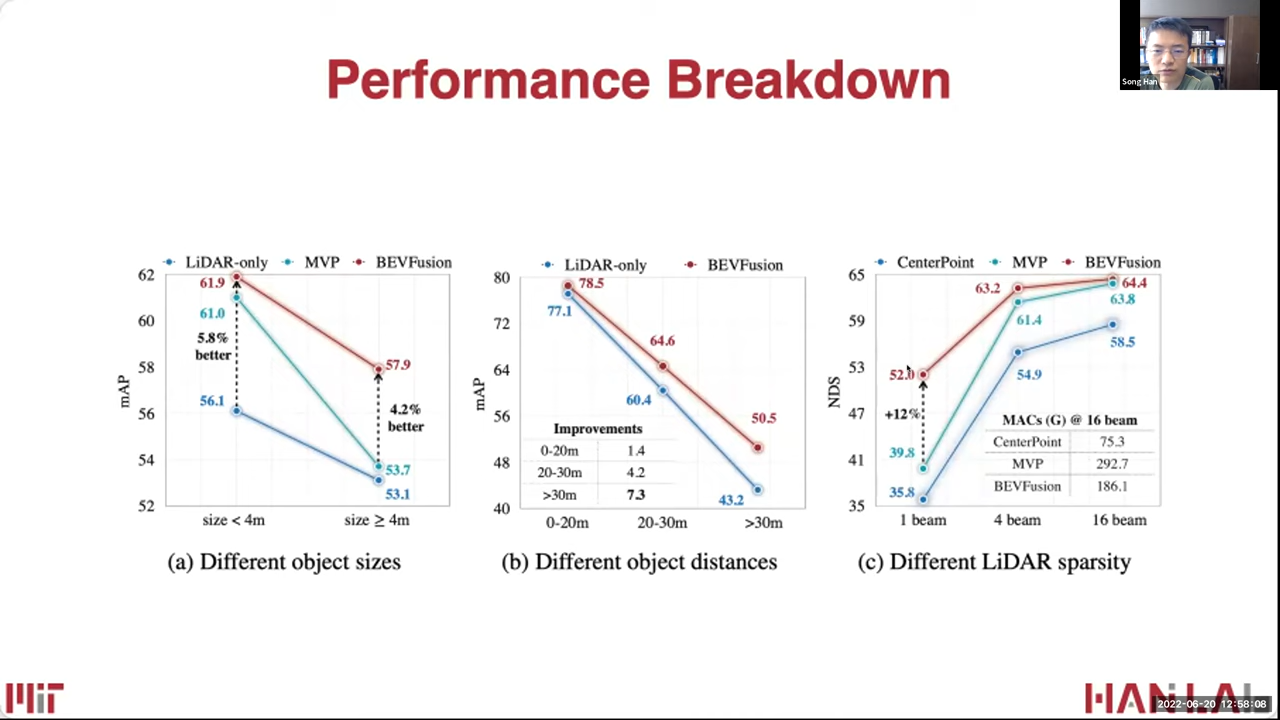 Song Han
Performance Breakdown
LiDAR-only MVP BEVFusion
mAP
62
60
58
56
54
52
61.9
61.0
5.8%
better
56.1
57.9
4.2%
better
53.7
53.1
size < 4m size ≥ 4m
(a) Different object sizes
LiDAR-only BEVFusion
mAP
80
72
64
56
48
40
78.5
77.1
64.6
60.4
50.5
43.2
Improvements
0-20m 1.4
20-30m 4.2
>30m 7.3
0-20m 20-30m >30m
(b) Different object distances
CenterPoint MVP BEVFusion
NDS
65
59
53
47
41
35
63.2
64.4
63.8
61.4
58.5
54.9
52.0
+12%
39.8
35.8
MACs (G) @ 16 beam
CenterPoint 75.3
MVP 292.7
BEVFusion 186.1
1 beam 4 beam 16 beam
(c) Different LiDAR sparsity
MIT
HAN LAB
2022-06-20 12:58:08